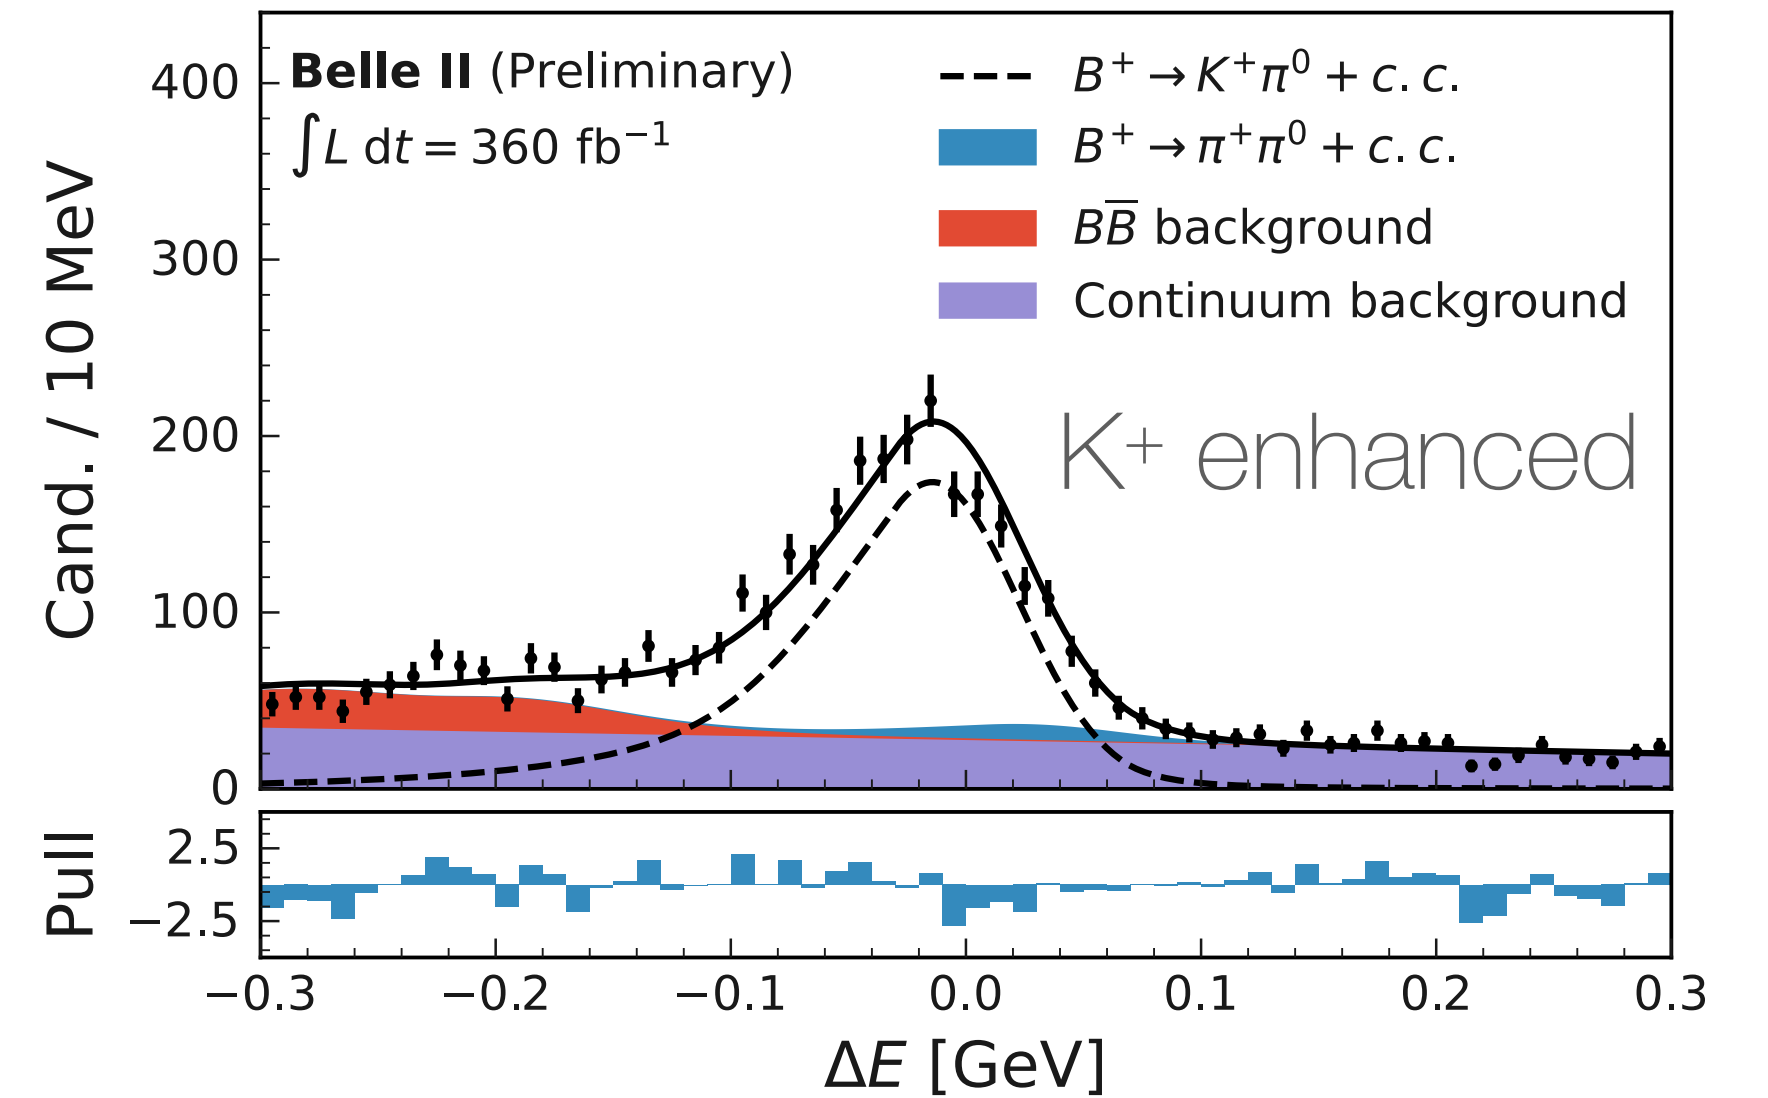 Belle II (Preliminary)
∫L dt = 360 fb⁻¹
B⁺ → K⁺π⁰ + c. c.
B⁺ → π⁺π⁰ + c. c.
BB̅ background
Continuum background
K⁺ enhanced
Cand. / 10 MeV
400
300
200
100
0
Pull
2.5
−2.5
−0.3 −0.2 −0.1 0.0 0.1 0.2 0.3
ΔE [GeV]